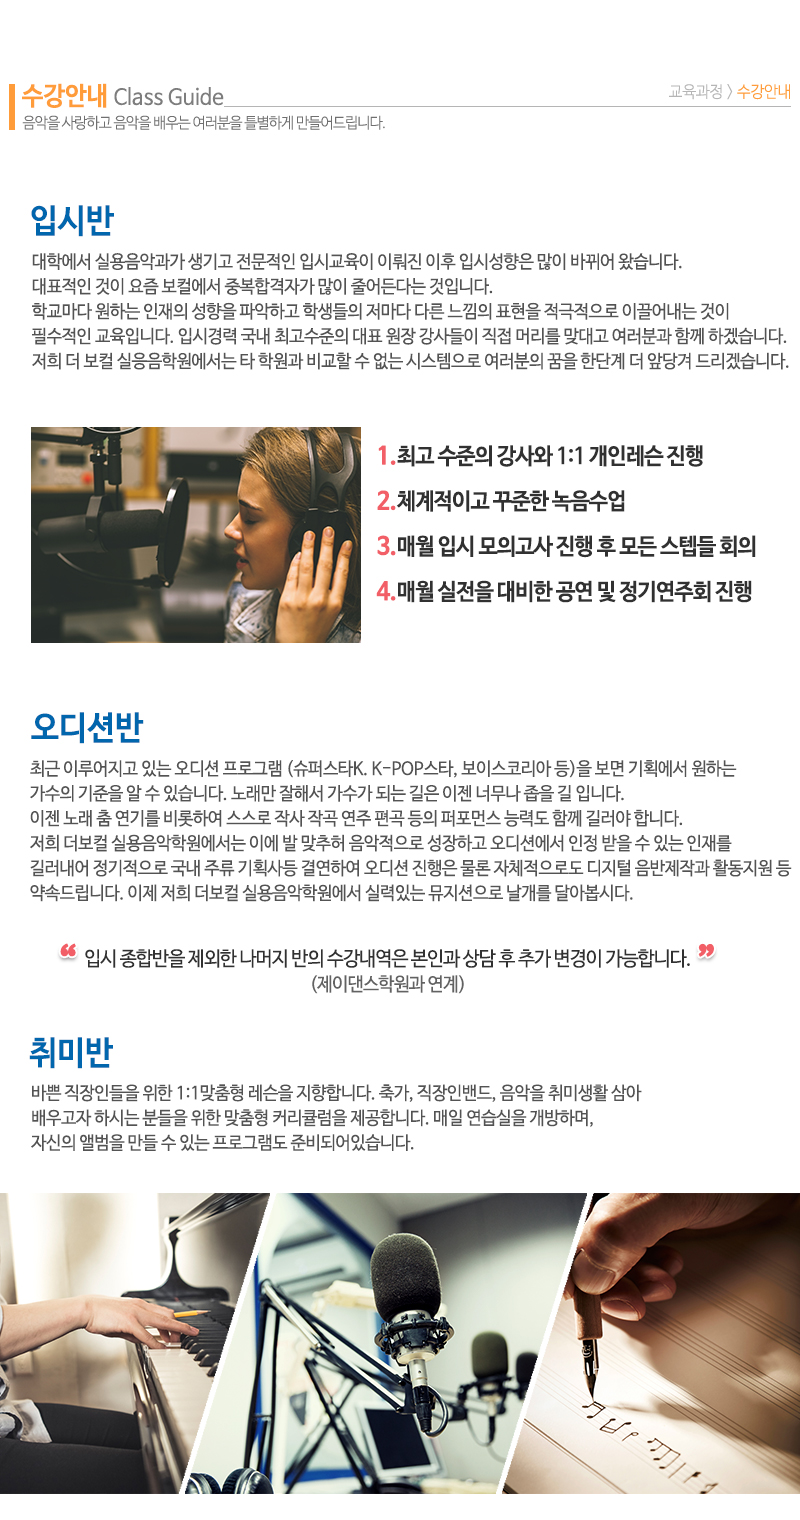 수강안내 Class Guide
교육과정 > 수강안내
음악을 사랑하고 음악을 배우는 여러분을 특별하게 만들어드립니다.
입시반
대학에서 실용음악과가 생기고 전문적인 입시교육이 이뤄진 이후 입시성향은 많이 바뀌어 왔습니다.
대표적인 것이 요즘 보컬에서 중복합격자가 많이 줄어든다는 것입니다.
학교마다 원하는 인재의 성향을 파악하고 학생들의 저마다 다른 느낌의 표현을 적극적으로 이끌어내는 것이
필수적인 교육입니다. 입시경력 국내 최고수준의 대표 원장 강사들이 직접 머리를 맞대고 여러분과 함께 하겠습니다.
저희 더 보컬 실응음학원에서는 타 학원과 비교할 수 없는 시스템으로 여러분의 꿈을 한단계 더 앞당겨 드리겠습니다.
1.최고 수준의 강사와 1:1 개인레슨 진행
2.체계적이고 꾸준한 녹음수업
3.매월 입시 모의고사 진행 후 모든 스텝들 회의
4.매월 실전을 대비한 공연 및 정기연주회 진행
오디션반
최근 이루어지고 있는 오디션 프로그램 (슈퍼스타K. K-POP스타, 보이스코리아 등)을 보면 기획에서 원하는
가수의 기준을 알 수 있습니다. 노래만 잘해서 가수가 되는 길은 이젠 너무나 좁을 길 입니다.
이젠 노래 춤 연기를 비롯하여 스스로 작사 작곡 연주 편곡 등의 퍼포먼스 능력도 함께 길러야 합니다.
저희 더보컬 실용음악학원에서는 이에 발 맞추허 음악적으로 성장하고 오디션에서 인정 받을 수 있는 인재를
길러내어 정기적으로 국내 주류 기획사등 결연하여 오디션 진행은 물론 자체적으로도 디지털 음반제작과 활동지원 등
약속드립니다. 이제 저희 더보컬 실용음악학원에서 실력있는 뮤지션으로 날개를 달아봅시다.
❝ 입시 종합반을 제외한 나머지 반의 수강내역은 본인과 상담 후 추가 변경이 가능합니다. ❞
(제이댄스학원과 연계)
취미반
바쁜 직장인들을 위한 1:1맞춤형 레슨을 지향합니다. 축가, 직장인밴드, 음악을 취미생활 삼아
배우고자 하시는 분들을 위한 맞춤형 커리큘럼을 제공합니다. 매일 연습실을 개방하며,
자신의 앨범을 만들 수 있는 프로그램도 준비되어있습니다.